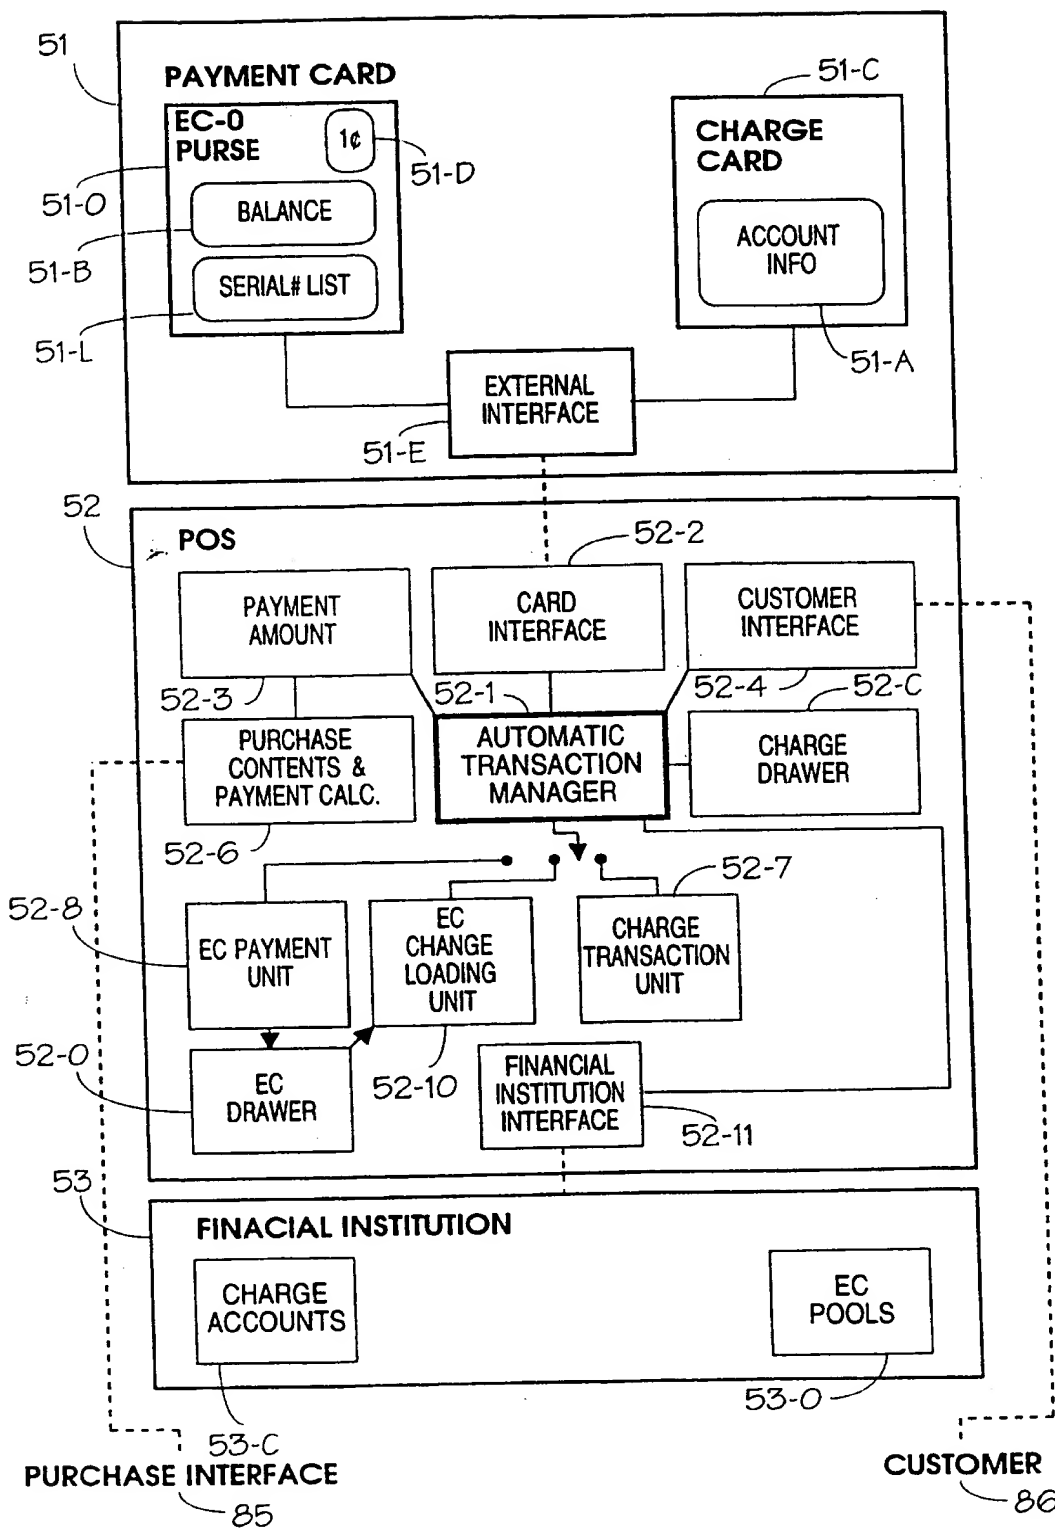 51
PAYMENT CARD
51-C
EC-0
PURSE
1¢
51-D
CHARGE
CARD
51-0
BALANCE
51-B
ACCOUNT
INFO
SERIAL# LIST
51-L
51-A
EXTERNAL
INTERFACE
51-E
52
POS
52-2
PAYMENT
AMOUNT
CARD
INTERFACE
CUSTOMER
INTERFACE
52-3
52-1
52-4
52-C
PURCHASE
CONTENTS &
PAYMENT CALC.
AUTOMATIC
TRANSACTION
MANAGER
CHARGE
DRAWER
52-6
52-7
52-8
EC PAYMENT
UNIT
EC
CHANGE
LOADING
UNIT
CHARGE
TRANSACTION
UNIT
52-0
EC
DRAWER
52-10
FINANCIAL
INSTITUTION
INTERFACE
52-11
53
FINACIAL INSTITUTION
CHARGE
ACCOUNTS
EC
POOLS
53-0
53-C
PURCHASE INTERFACE
85
CUSTOMER
86